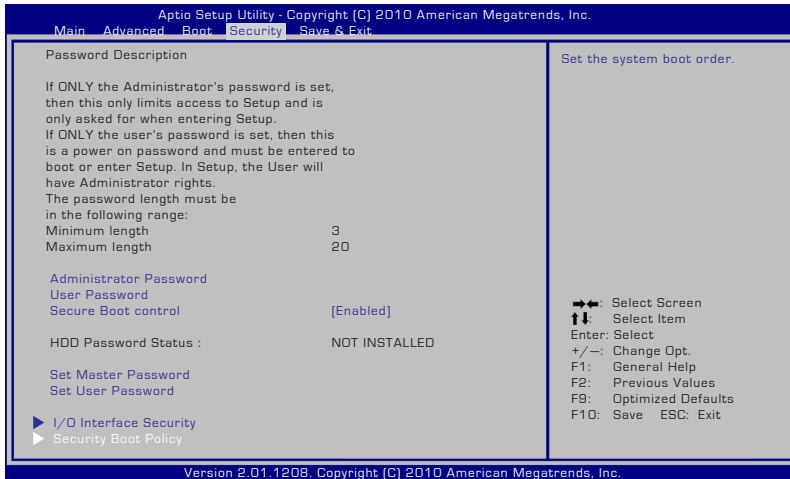 Aptio Setup Utility - Copyright (C) 2010 American Megatrends, Inc.
Main Advanced Boot Security Save & Exit
Password Description
If ONLY the Administrator's password is set,
then this only limits access to Setup and is
only asked for when entering Setup.
If ONLY the user's password is set, then this
is a power on password and must be entered to
boot or enter Setup. In Setup, the User will
have Administrator rights.
The password length must be
in the following range:
Minimum length 3
Maximum length 20
Administrator Password
User Password
Secure Boot control [Enabled]
HDD Password Status : NOT INSTALLED
Set Master Password
Set User Password
I/O Interface Security
Security Boot Policy
Set the system boot order.
→←: Select Screen
↑↓: Select Item
Enter: Select
+/—: Change Opt.
F1: General Help
F2: Previous Values
F9: Optimized Defaults
F10: Save ESC: Exit
Version 2.01.1208. Copyright (C) 2010 American Megatrends, Inc.